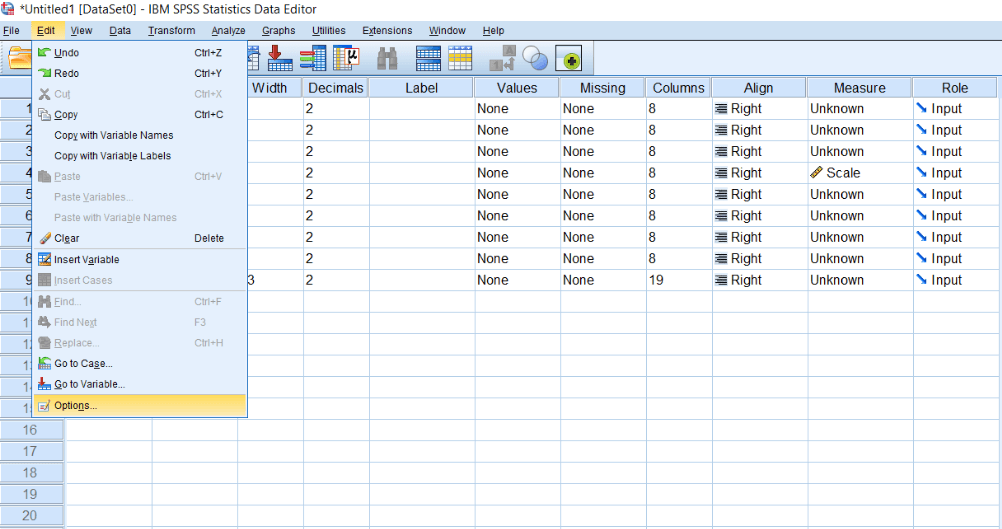 *Untitled1 [DataSet0] - IBM SPSS Statistics Data Editor
File Edit View Data Transform Analyze Graphs Utilities Extensions Window Help
Undo Ctrl+Z
Redo Ctrl+Y
Cut Ctrl+X
Copy Ctrl+C
Copy with Variable Names
Copy with Variable Labels
Paste Ctrl+V
Paste Variables...
Paste with Variable Names
Clear Delete
Insert Variable
Insert Cases
Find... Ctrl+F
Find Next F3
Replace... Ctrl+H
Go to Case...
Go to Variable...
Options...
Width Decimals Label Values Missing Columns Align Measure Role
1 2 None None 8 Right Unknown Input
2 2 None None 8 Right Unknown Input
3 2 None None 8 Right Unknown Input
4 2 None None 8 Right Scale Input
5 2 None None 8 Right Unknown Input
6 2 None None 8 Right Unknown Input
7 2 None None 8 Right Unknown Input
8 2 None None 8 Right Unknown Input
9 3 2 None None 19 Right Unknown Input
16
17
18
19
20